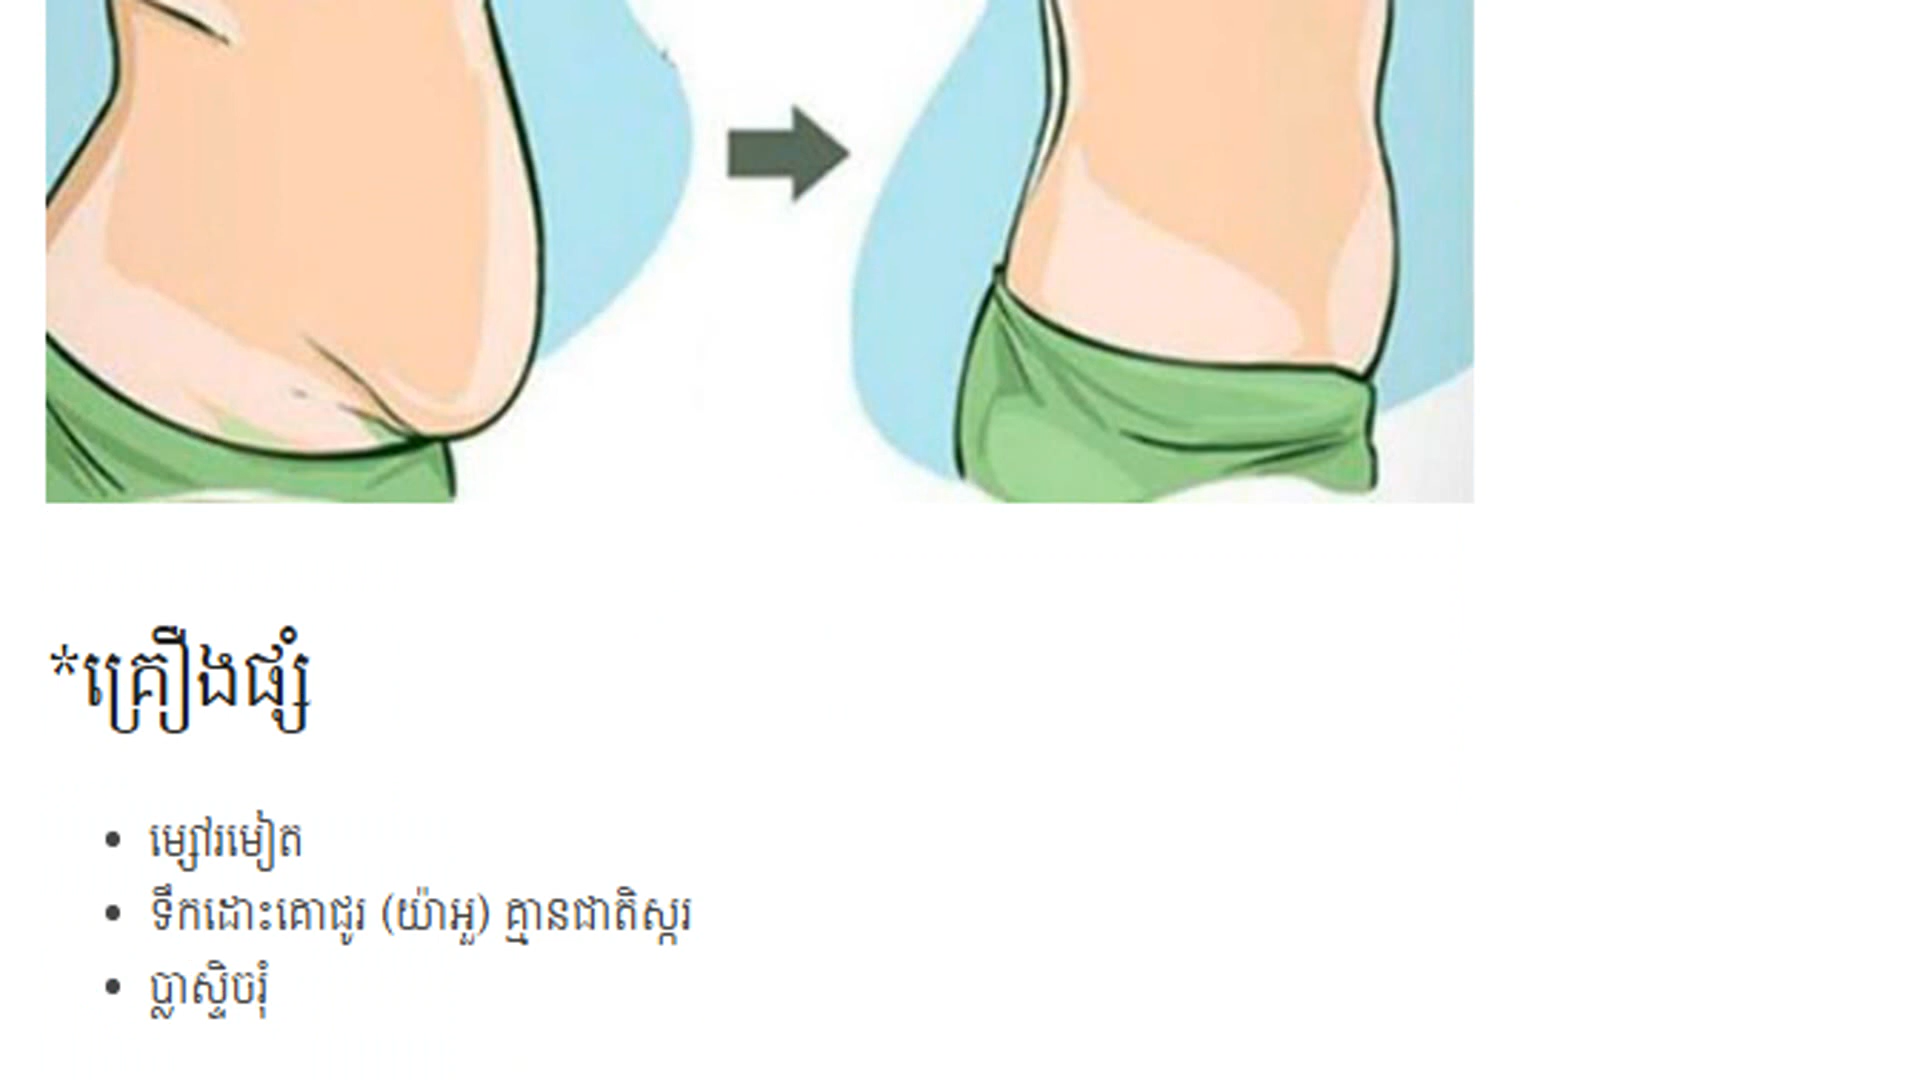 *គ្រឿងផ្សំ
• ម្សៅរមៀត
• ទឹកដោះគោជូរ (យ៉ាអួ) គ្មានជាតិស្ករ
• ប្លាស្ទិចរុំ